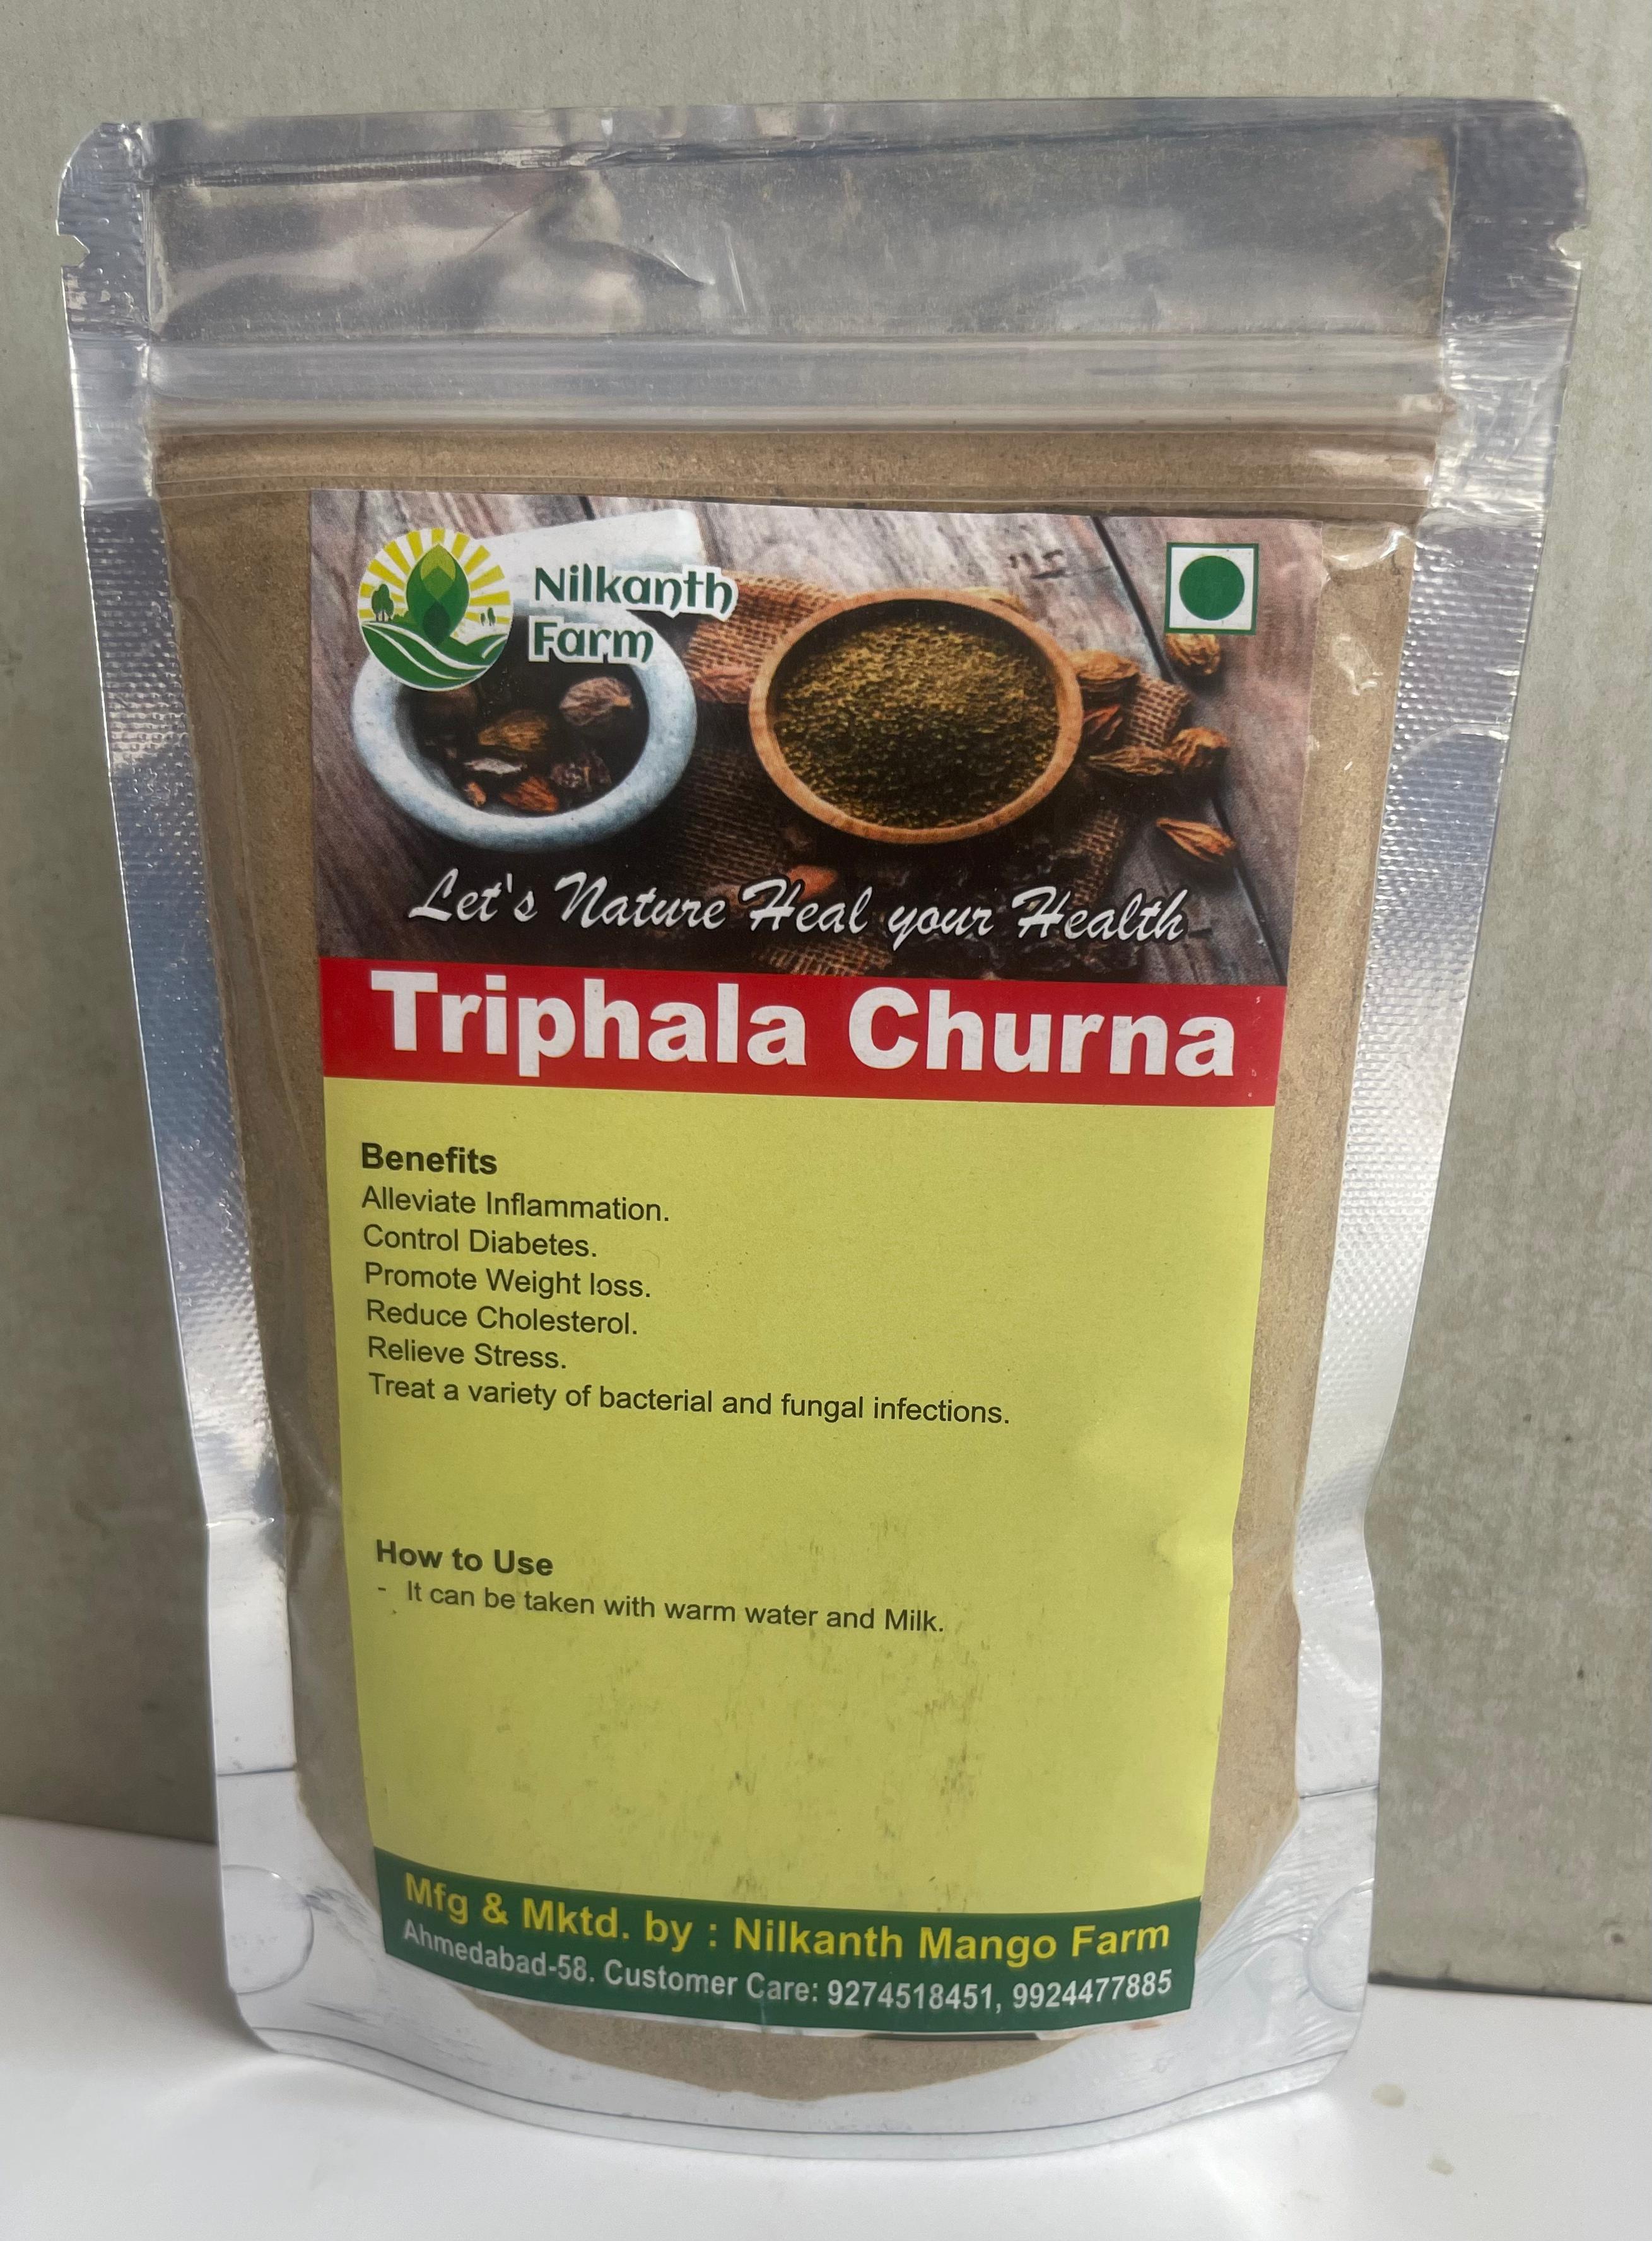 Nilkanth
Farm
Let's Nature Heal your Health
Triphala Churna
Benefits
Alleviate Inflammation.
Control Diabetes.
Promote Weight loss.
Reduce Cholesterol.
Relieve Stress.
Treat a variety of bacterial and fungal infections.
How to Use
- It can be taken with warm water and Milk.
Mfg & Mktd. by : Nilkanth Mango Farm
Ahmedabad-58. Customer Care: 9274518451, 9924477885